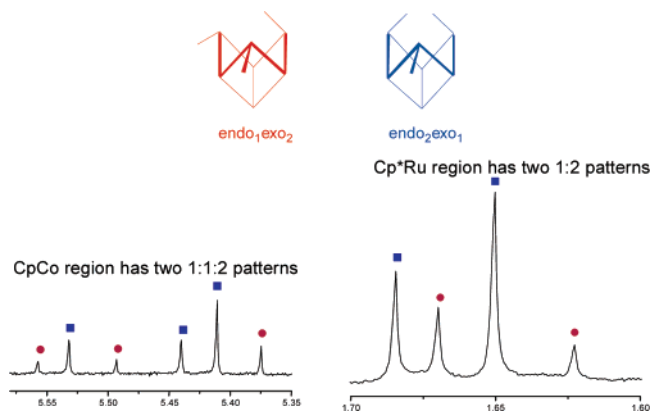 endo₁exo₂
endo₂exo₁
Cp*Ru region has two 1:2 patterns
CpCo region has two 1:1:2 patterns
5.55 5.50 5.45 5.40 5.35
1.70 1.65 1.60